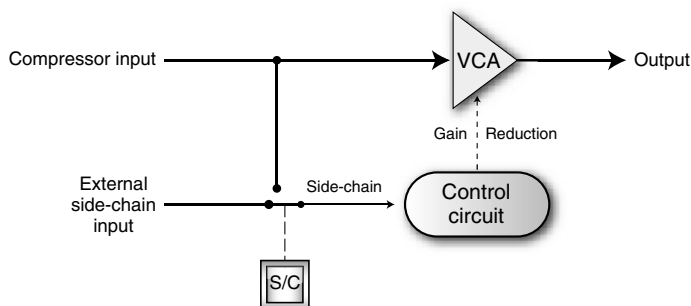 Compressor input
VCA
Output
Gain Reduction
External
side-chain
input
Side-chain
Control
circuit
S/C